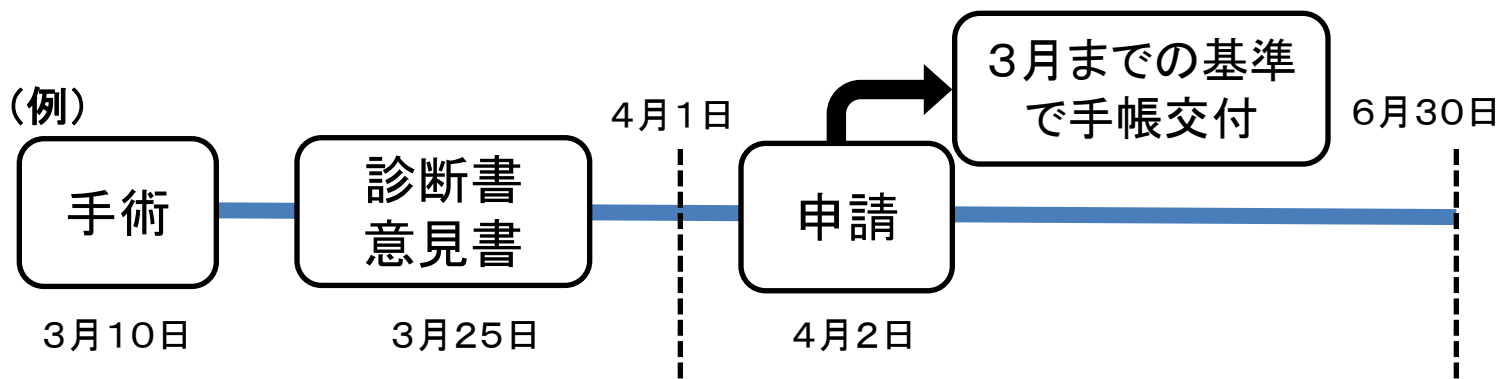 （例）
手術
3月10日
診断書
意見書
3月25日
4月1日
申請
4月2日
３月までの基準
で手帳交付
6月30日